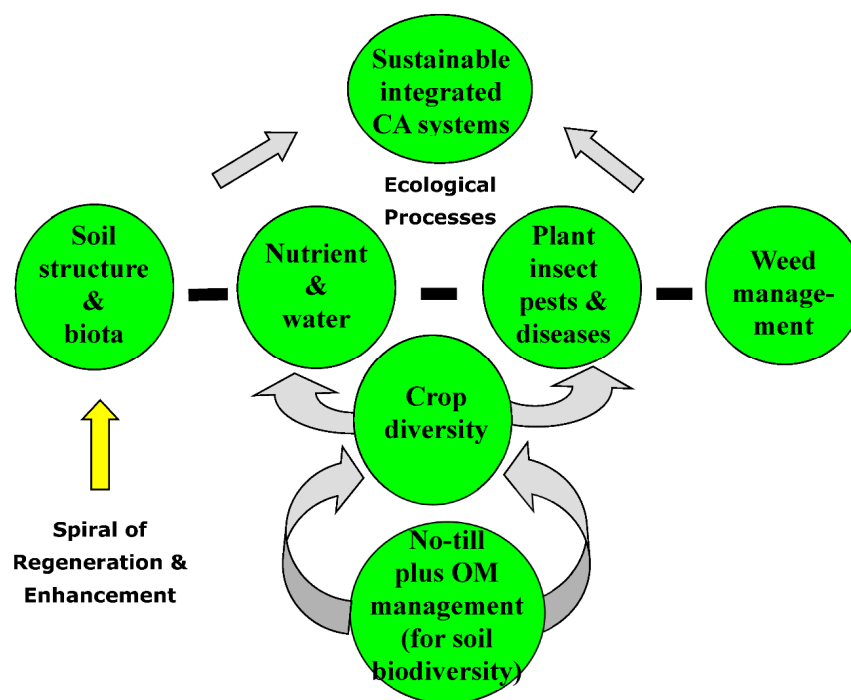 Sustainable
integrated
CA systems
Ecological
Processes
Soil
structure
&
biota
Nutrient
&
water
Plant
insect
pests &
diseases
Weed
manage-
ment
Crop
diversity
Spiral of
Regeneration &
Enhancement
No-till
plus OM
management
(for soil
biodiversity)